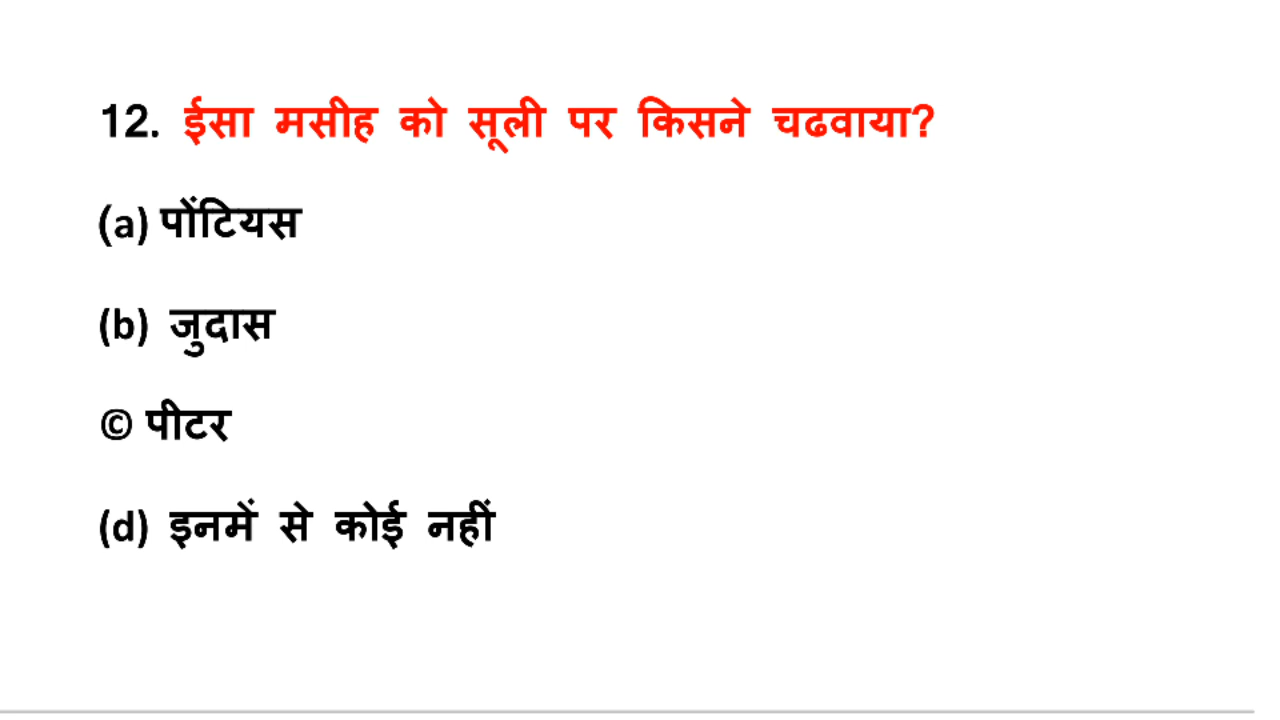 12. ईसा मसीह को सूली पर किसने चढवाया?
(a) पोंटियस
(b) जुदास
© पीटर
(d) इनमें से कोई नहीं